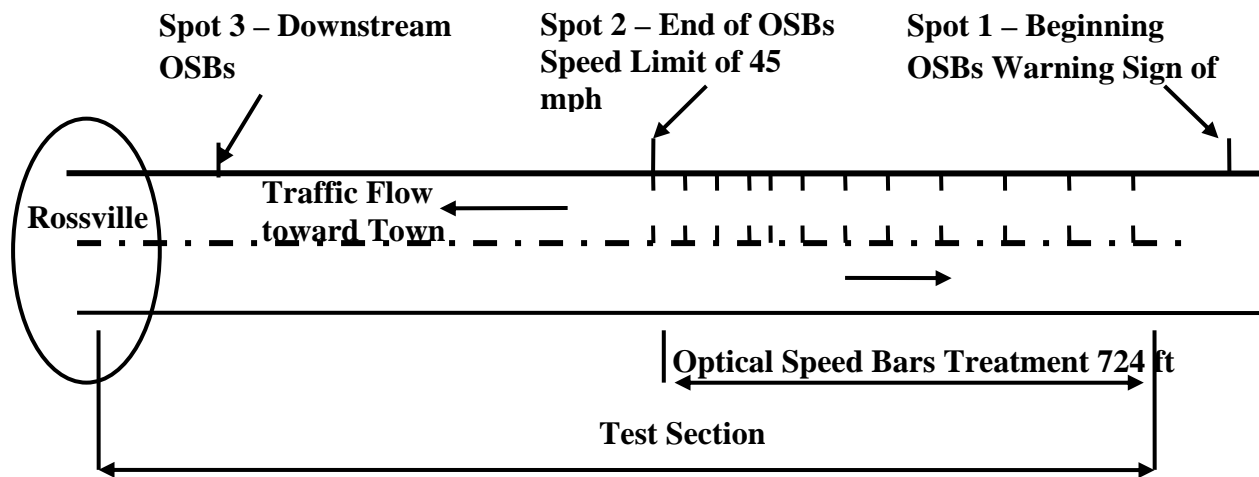 Spot 3 – Downstream
OSBs
Spot 2 – End of OSBs
Speed Limit of 45
mph
Spot 1 – Beginning
OSBs Warning Sign of
Rossville
Traffic Flow
toward Town
Optical Speed Bars Treatment 724 ft
Test Section